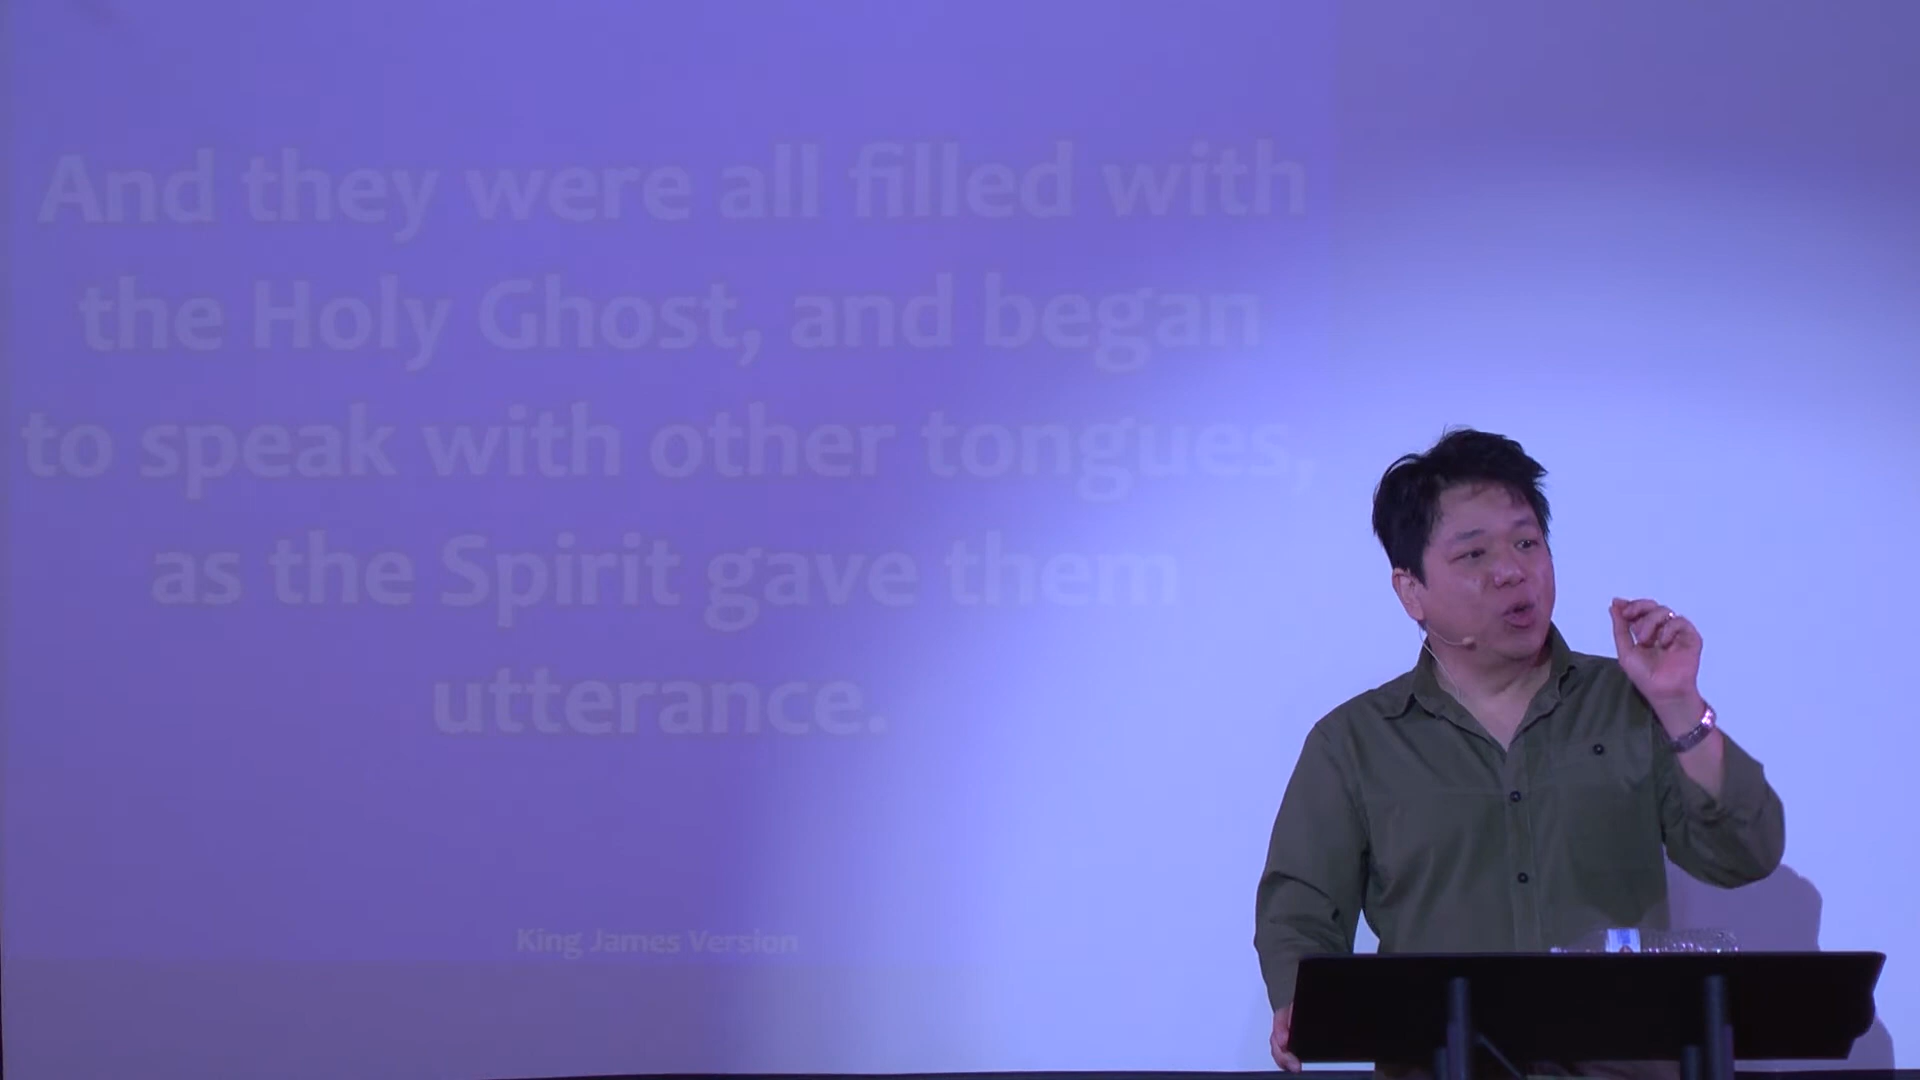 And they were all filled with
the Holy Ghost, and began
to speak with other tongues,
as the Spirit gave them
utterance.
King James Version